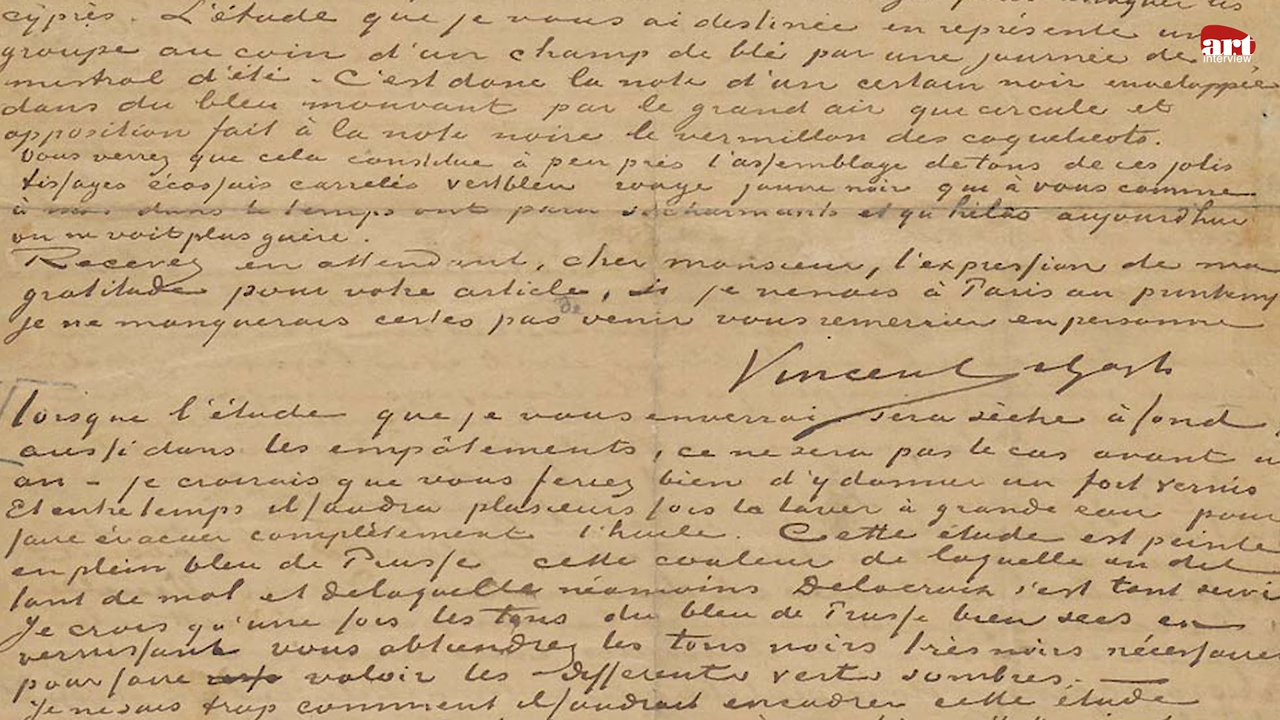 cyprès. L'étude que je vous ai destinée en représente un
groupe au coin d'un champ de blé par une journée de
mistral d'été - C'est donc la note d'un certain noir enveloppée
dans du bleu mouvant par le grand air qui circule et
opposition fait à la note noire le vermillon des coquelicots.
Vous verrez que cela constitue à peu près l'assemblage de tons de ces jolis
tissages écossais carrelés vert bleu rouge jaune noir qui à vous comme
à moi dans le temps ont paru si charmants et qu'hélas aujourdhui
on ne voit plus guère.
Recevez en attendant, cher monsieur, l'expression de ma
gratitude pour votre article, si je venais à Paris au printemps
je ne manquerais certes pas de venir vous remercier en personne
Vincent v Gogh
lorsque l'étude que je vous enverrai sera sèche à fond,
aussi dans les empâtements, ce ne sera pas le cas avant un
an - je croirais que vous feriez bien d'y donner un fort vernis
Et entretemps il faudra plusieurs fois la laver à grande eau pour
faire évacuer complètement l'huile. Cette étude est peinte
en plein bleu de Prusse cette couleur de laquelle on dit
tant de mal et de laquelle néamoins Delacroix s'est tant servi
Je crois qu'une fois les tons du bleu de Prusse bien secs en
vernissant vous obtiendrez les tons noirs très noirs nécessaires
pour faire valoir les differents verts sombres.
Je ne sais trop comment il faudrait encadrer cette étude
art
interview